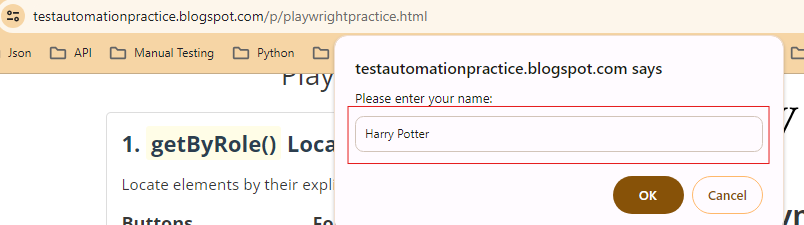 testautomationpractice.blogspot.com/p/playwrightpractice.html
Json API Manual Testing Python
Play
testautomationpractice.blogspot.com says
Please enter your name:
Harry Potter
OK Cancel
1. getByRole() Loca
Locate elements by their expli
Buttons Fo